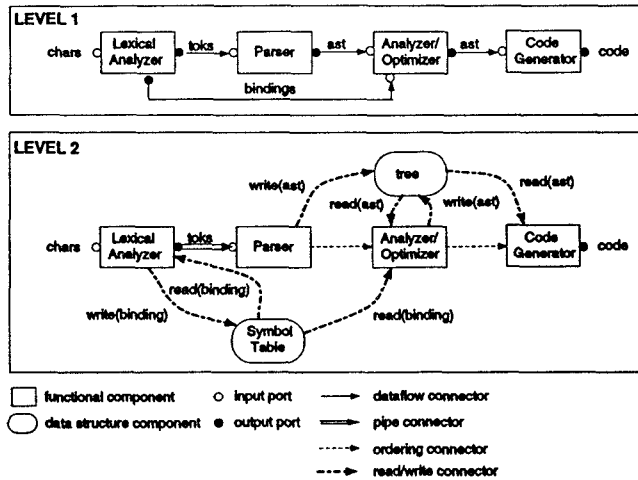 LEVEL 1
chars
Lexical
Analyzer
toks
Parser
ast
Analyzer/
Optimizer
ast
Code
Generator
code
bindings
LEVEL 2
tree
write(ast)
read(ast)
write(ast)
read(ast)
chars
Lexical
Analyzer
toks
Parser
Analyzer/
Optimizer
Code
Generator
code
read(binding)
write(binding)
read(binding)
Symbol
Table
functional component
input port
dataflow connector
data structure component
output port
pipe connector
ordering connector
read/write connector